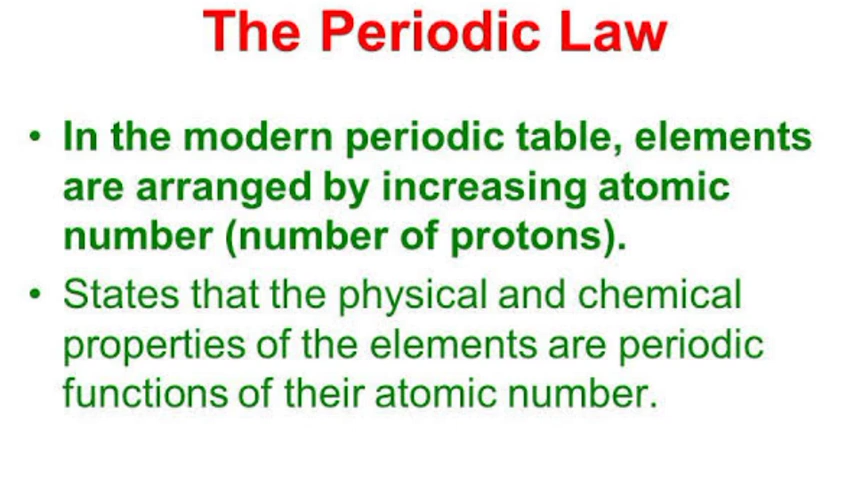 The Periodic Law
• In the modern periodic table, elements
are arranged by increasing atomic
number (number of protons).
• States that the physical and chemical
properties of the elements are periodic
functions of their atomic number.